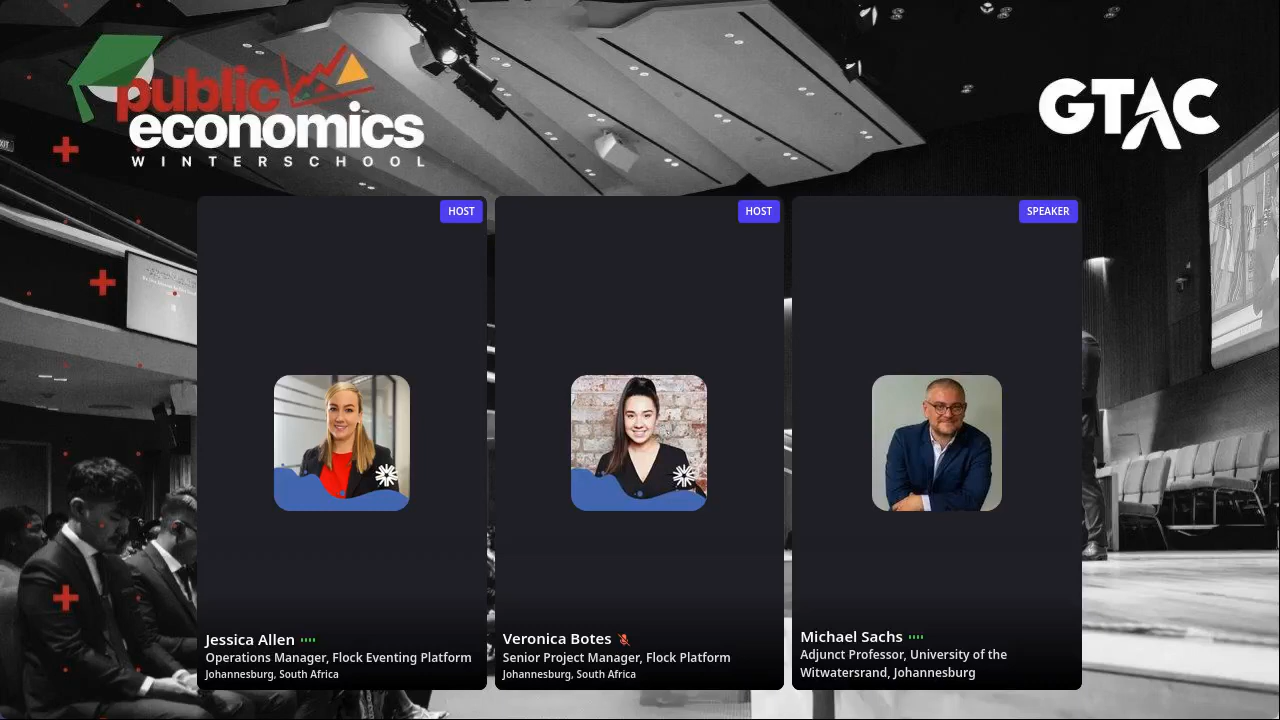 public
economics
WINTERSCHOOL
GTAC
HOST
HOST
SPEAKER
Jessica Allen
Operations Manager, Flock Eventing Platform
Johannesburg, South Africa
Veronica Botes
Senior Project Manager, Flock Platform
Johannesburg, South Africa
Michael Sachs
Adjunct Professor, University of the
Witwatersrand, Johannesburg